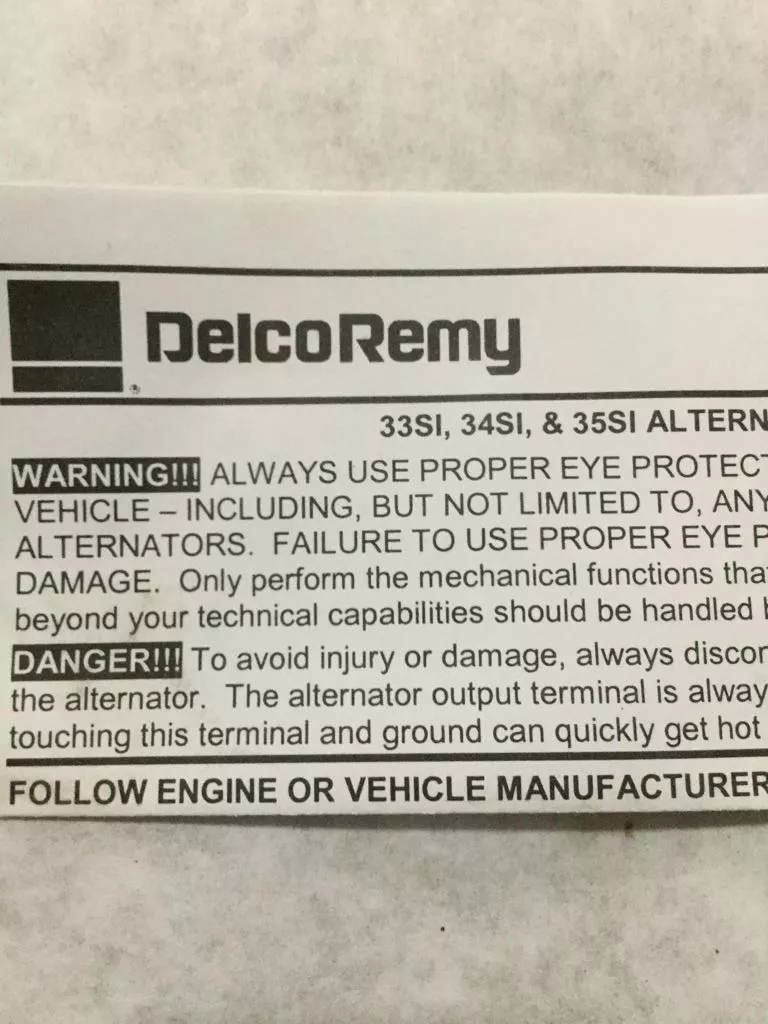 DelcoRemy
33SI, 34SI, & 35SI ALTERN
WARNING!!! ALWAYS USE PROPER EYE PROTECT
VEHICLE – INCLUDING, BUT NOT LIMITED TO, ANY
ALTERNATORS. FAILURE TO USE PROPER EYE P
DAMAGE. Only perform the mechanical functions that
beyond your technical capabilities should be handled b
DANGER!!! To avoid injury or damage, always discon
the alternator. The alternator output terminal is alway
touching this terminal and ground can quickly get hot
FOLLOW ENGINE OR VEHICLE MANUFACTURER